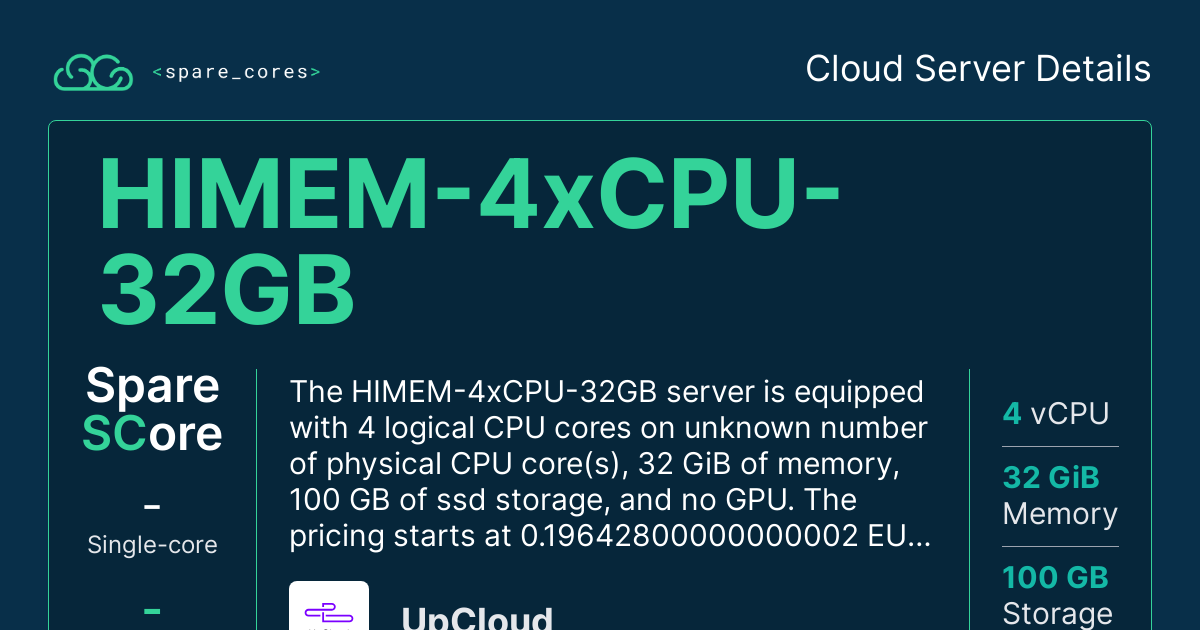 <spare_cores>
Cloud Server Details
HIMEM-4xCPU-
32GB
Spare
SCore
–
Single-core
–
The HIMEM-4xCPU-32GB server is equipped
with 4 logical CPU cores on unknown number
of physical CPU core(s), 32 GiB of memory,
100 GB of ssd storage, and no GPU. The
pricing starts at 0.19642800000000002 EU...
UpCloud
4 vCPU
32 GiB
Memory
100 GB
Storage